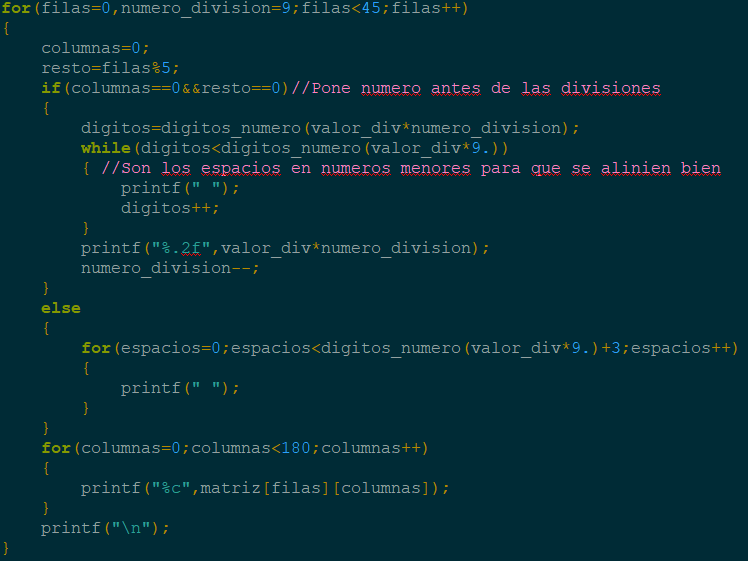 for(filas=0,numero_division=9;filas<45;filas++)
{
    columnas=0;
    resto=filas%5;
    if(columnas==0&&resto==0)//Pone numero antes de las divisiones
    {
        digitos=digitos_numero(valor_div*numero_division);
        while(digitos<digitos_numero(valor_div*9.))
        { //Son los espacios en numeros menores para que se alinien bien
            printf(" ");
            digitos++;
        }
        printf("%.2f",valor_div*numero_division);
        numero_division--;
    }
    else
    {
        for(espacios=0;espacios<digitos_numero(valor_div*9.)+3;espacios++)
        {
            printf(" ");
        }
    }
    for(columnas=0;columnas<180;columnas++)
    {
        printf("%c",matriz[filas][columnas]);
    }
    printf("\n");
}